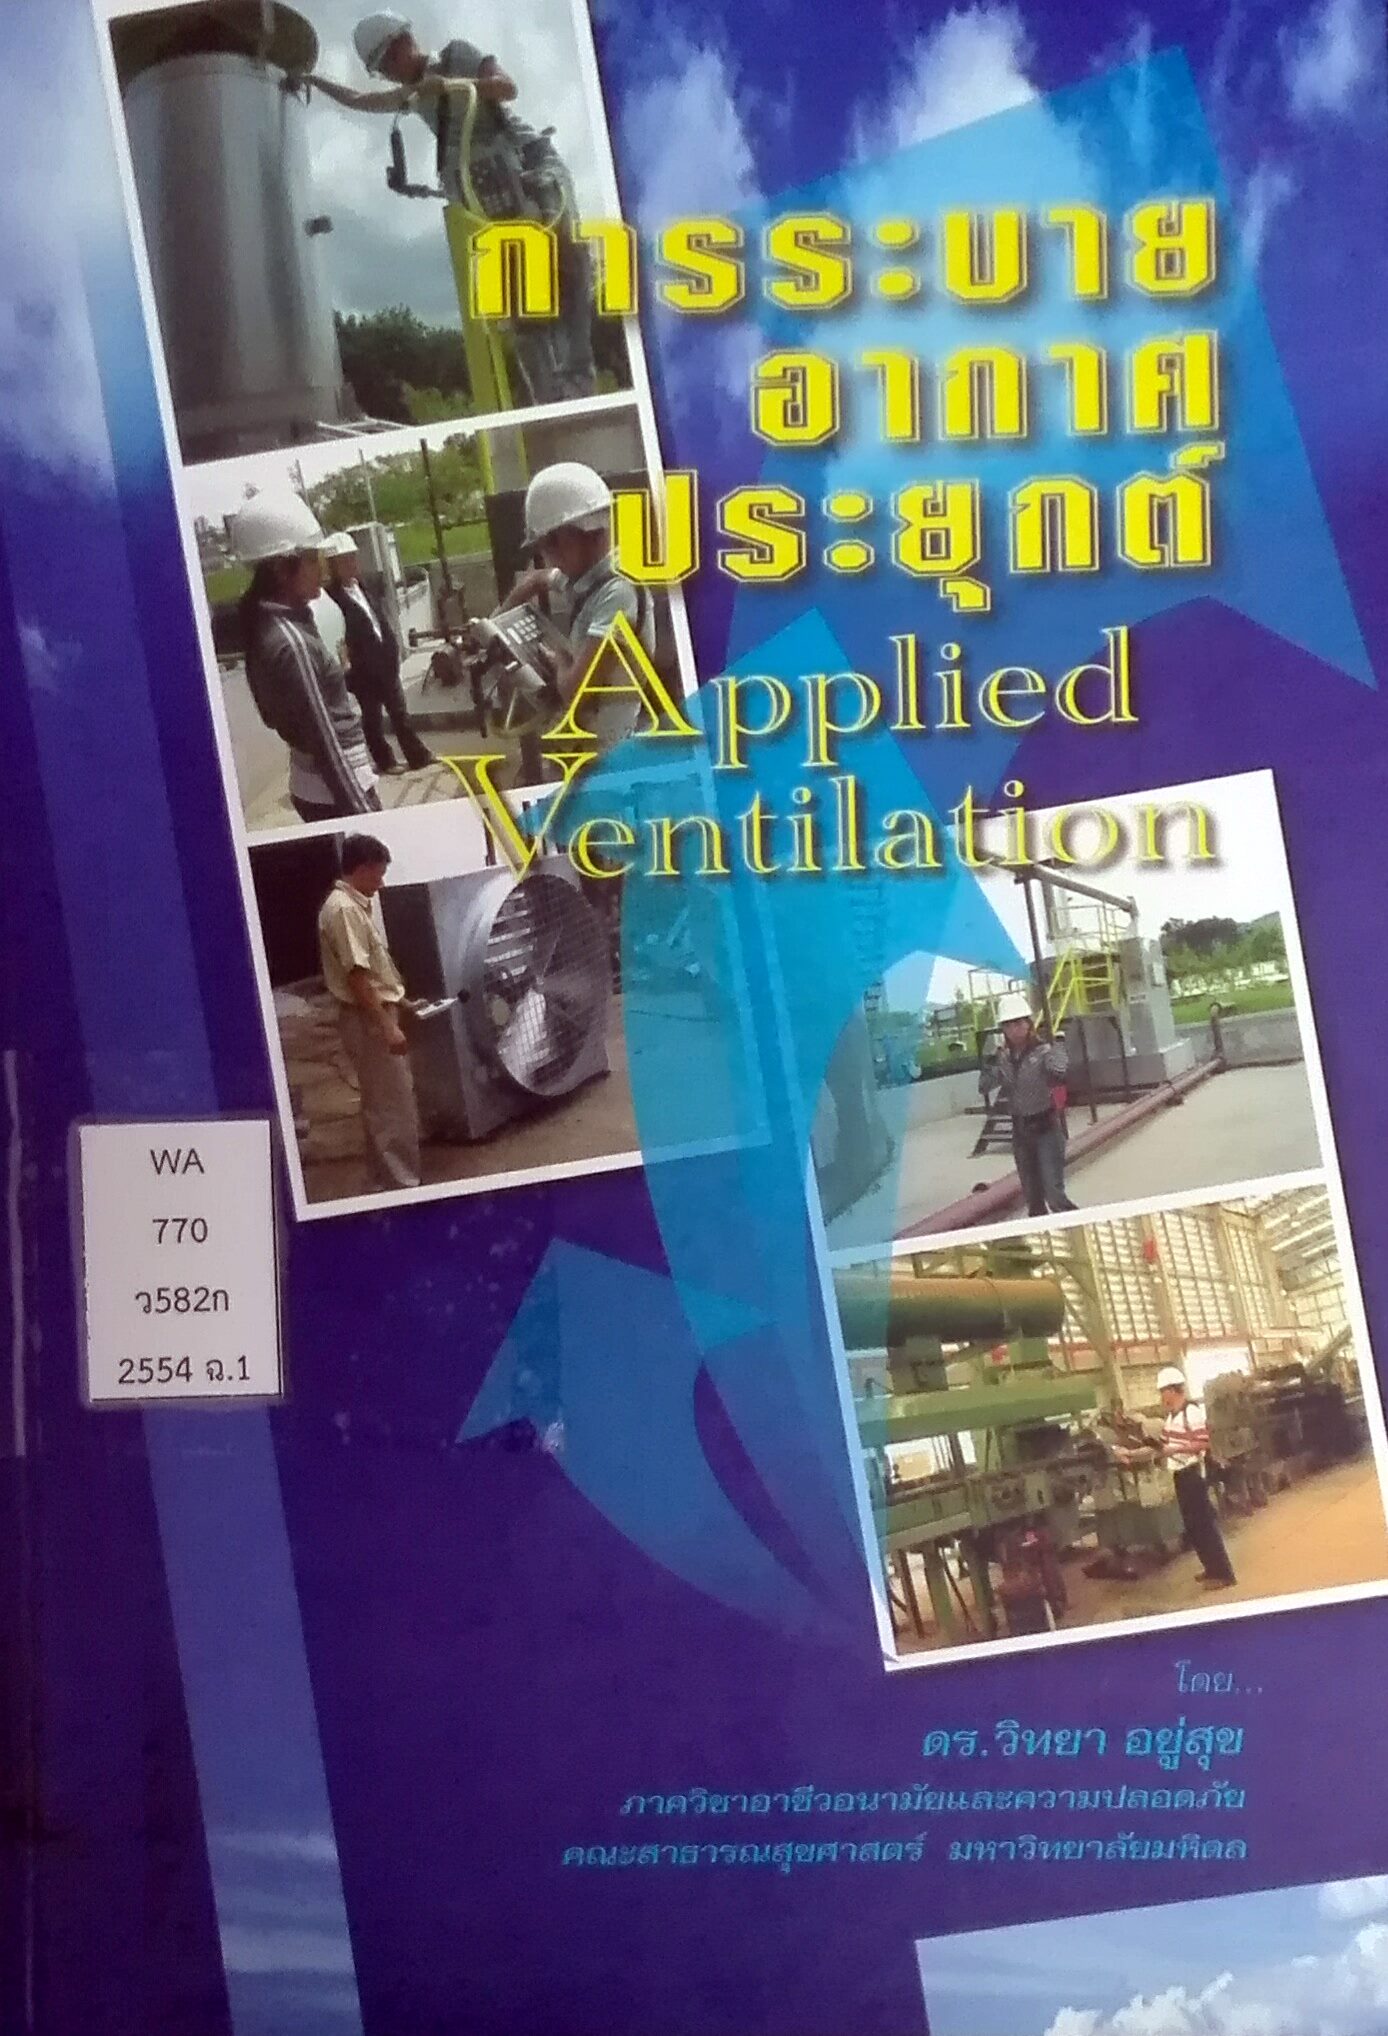 การระบาย
อากาศ
ประยุกต์
Applied
Ventilation
WA
770
ว582ก
2554 ฉ.1
โดย...
ดร.วิทยา อยู่สุข
ภาควิชาอาชีวอนามัยและความปลอดภัย
คณะสาธารณสุขศาสตร์ มหาวิทยาลัยมหิดล